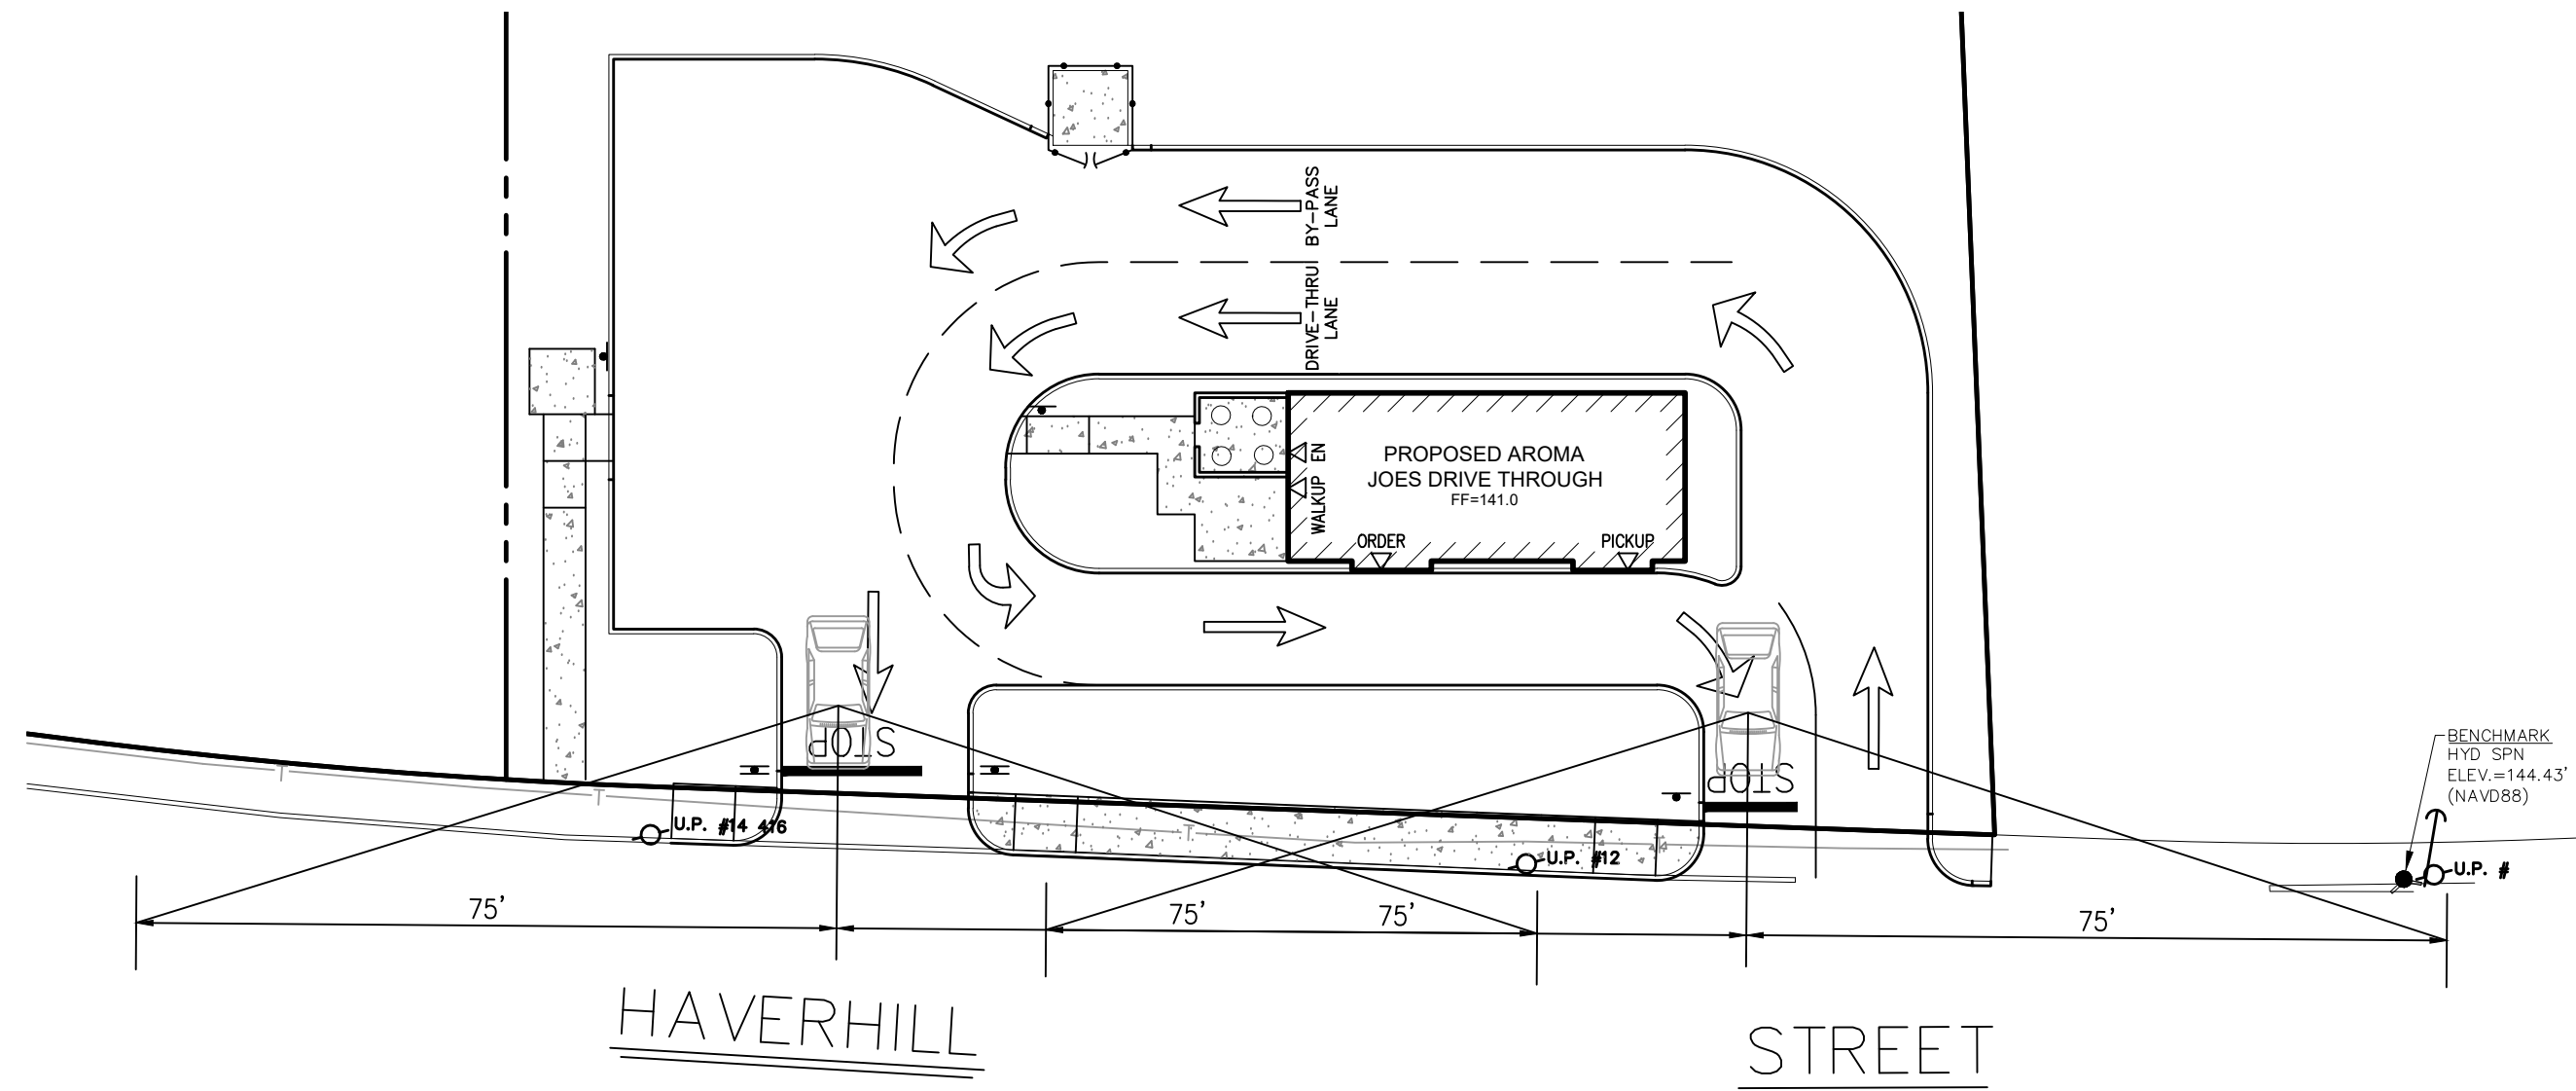 BY-PASS
LANE
DRIVE-THRU
LANE
PROPOSED AROMA
JOES DRIVE THROUGH
FF=141.0
WALKUP EN
ORDER
PICKUP
STOP
STOP
BENCHMARK
HYD SPN
ELEV.=144.43'
(NAVD88)
T
T
T
U.P. #14 416
U.P. #12
U.P. #
75'
75'
75'
75'
HAVERHILL
STREET